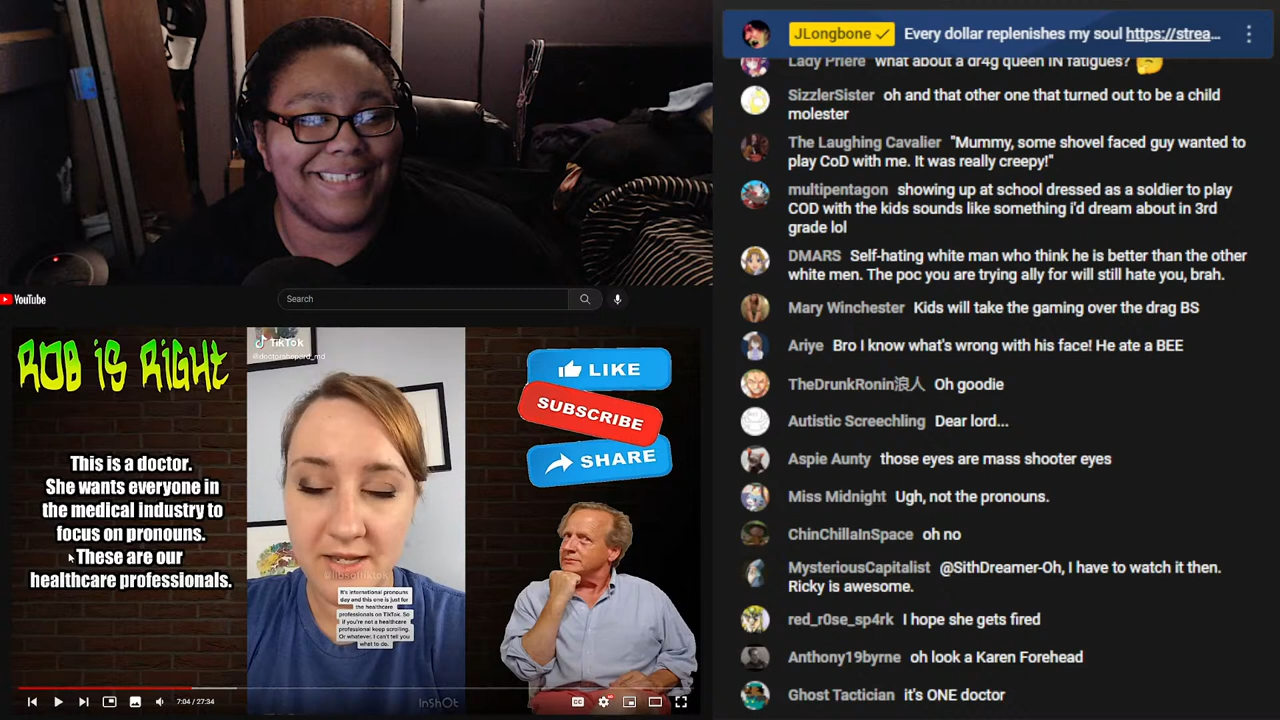 JLongbone Every dollar replenishes my soul https://strea...
Lady Priere what about a dr4g queen IN fatigues?
SizzlerSister oh and that other one that turned out to be a child
molester
The Laughing Cavalier "Mummy, some shovel faced guy wanted to
play CoD with me. It was really creepy!"
multipentagon showing up at school dressed as a soldier to play
COD with the kids sounds like something i'd dream about in 3rd
grade lol
DMARS Self-hating white man who think he is better than the other
white men. The poc you are trying ally for will still hate you, brah.
Mary Winchester Kids will take the gaming over the drag BS
Ariye Bro I know what's wrong with his face! He ate a BEE
TheDrunkRonin浪人 Oh goodie
Autistic Screechling Dear lord...
Aspie Aunty those eyes are mass shooter eyes
Miss Midnight Ugh, not the pronouns.
ChinChillaInSpace oh no
MysteriousCapitalist @SithDreamer-Oh, I have to watch it then.
Ricky is awesome.
red_r0se_sp4rk I hope she gets fired
Anthony19byrne oh look a Karen Forehead
Ghost Tactician it's ONE doctor
YouTube
Search
ROB iS RiGHT
This is a doctor.
She wants everyone in
the medical industry to
focus on pronouns.
These are our
healthcare professionals.
TikTok
@doctorshepard_md
@libsoftiktok
It's international pronouns
day and this one is just for
the healthcare
professionals on TikTok. So
if you're not a healthcare
professional keep scrolling.
Or whatever, I can't tell you
what to do.
LIKE
SUBSCRIBE
SHARE
InShOt
7:04 / 27:34
CC